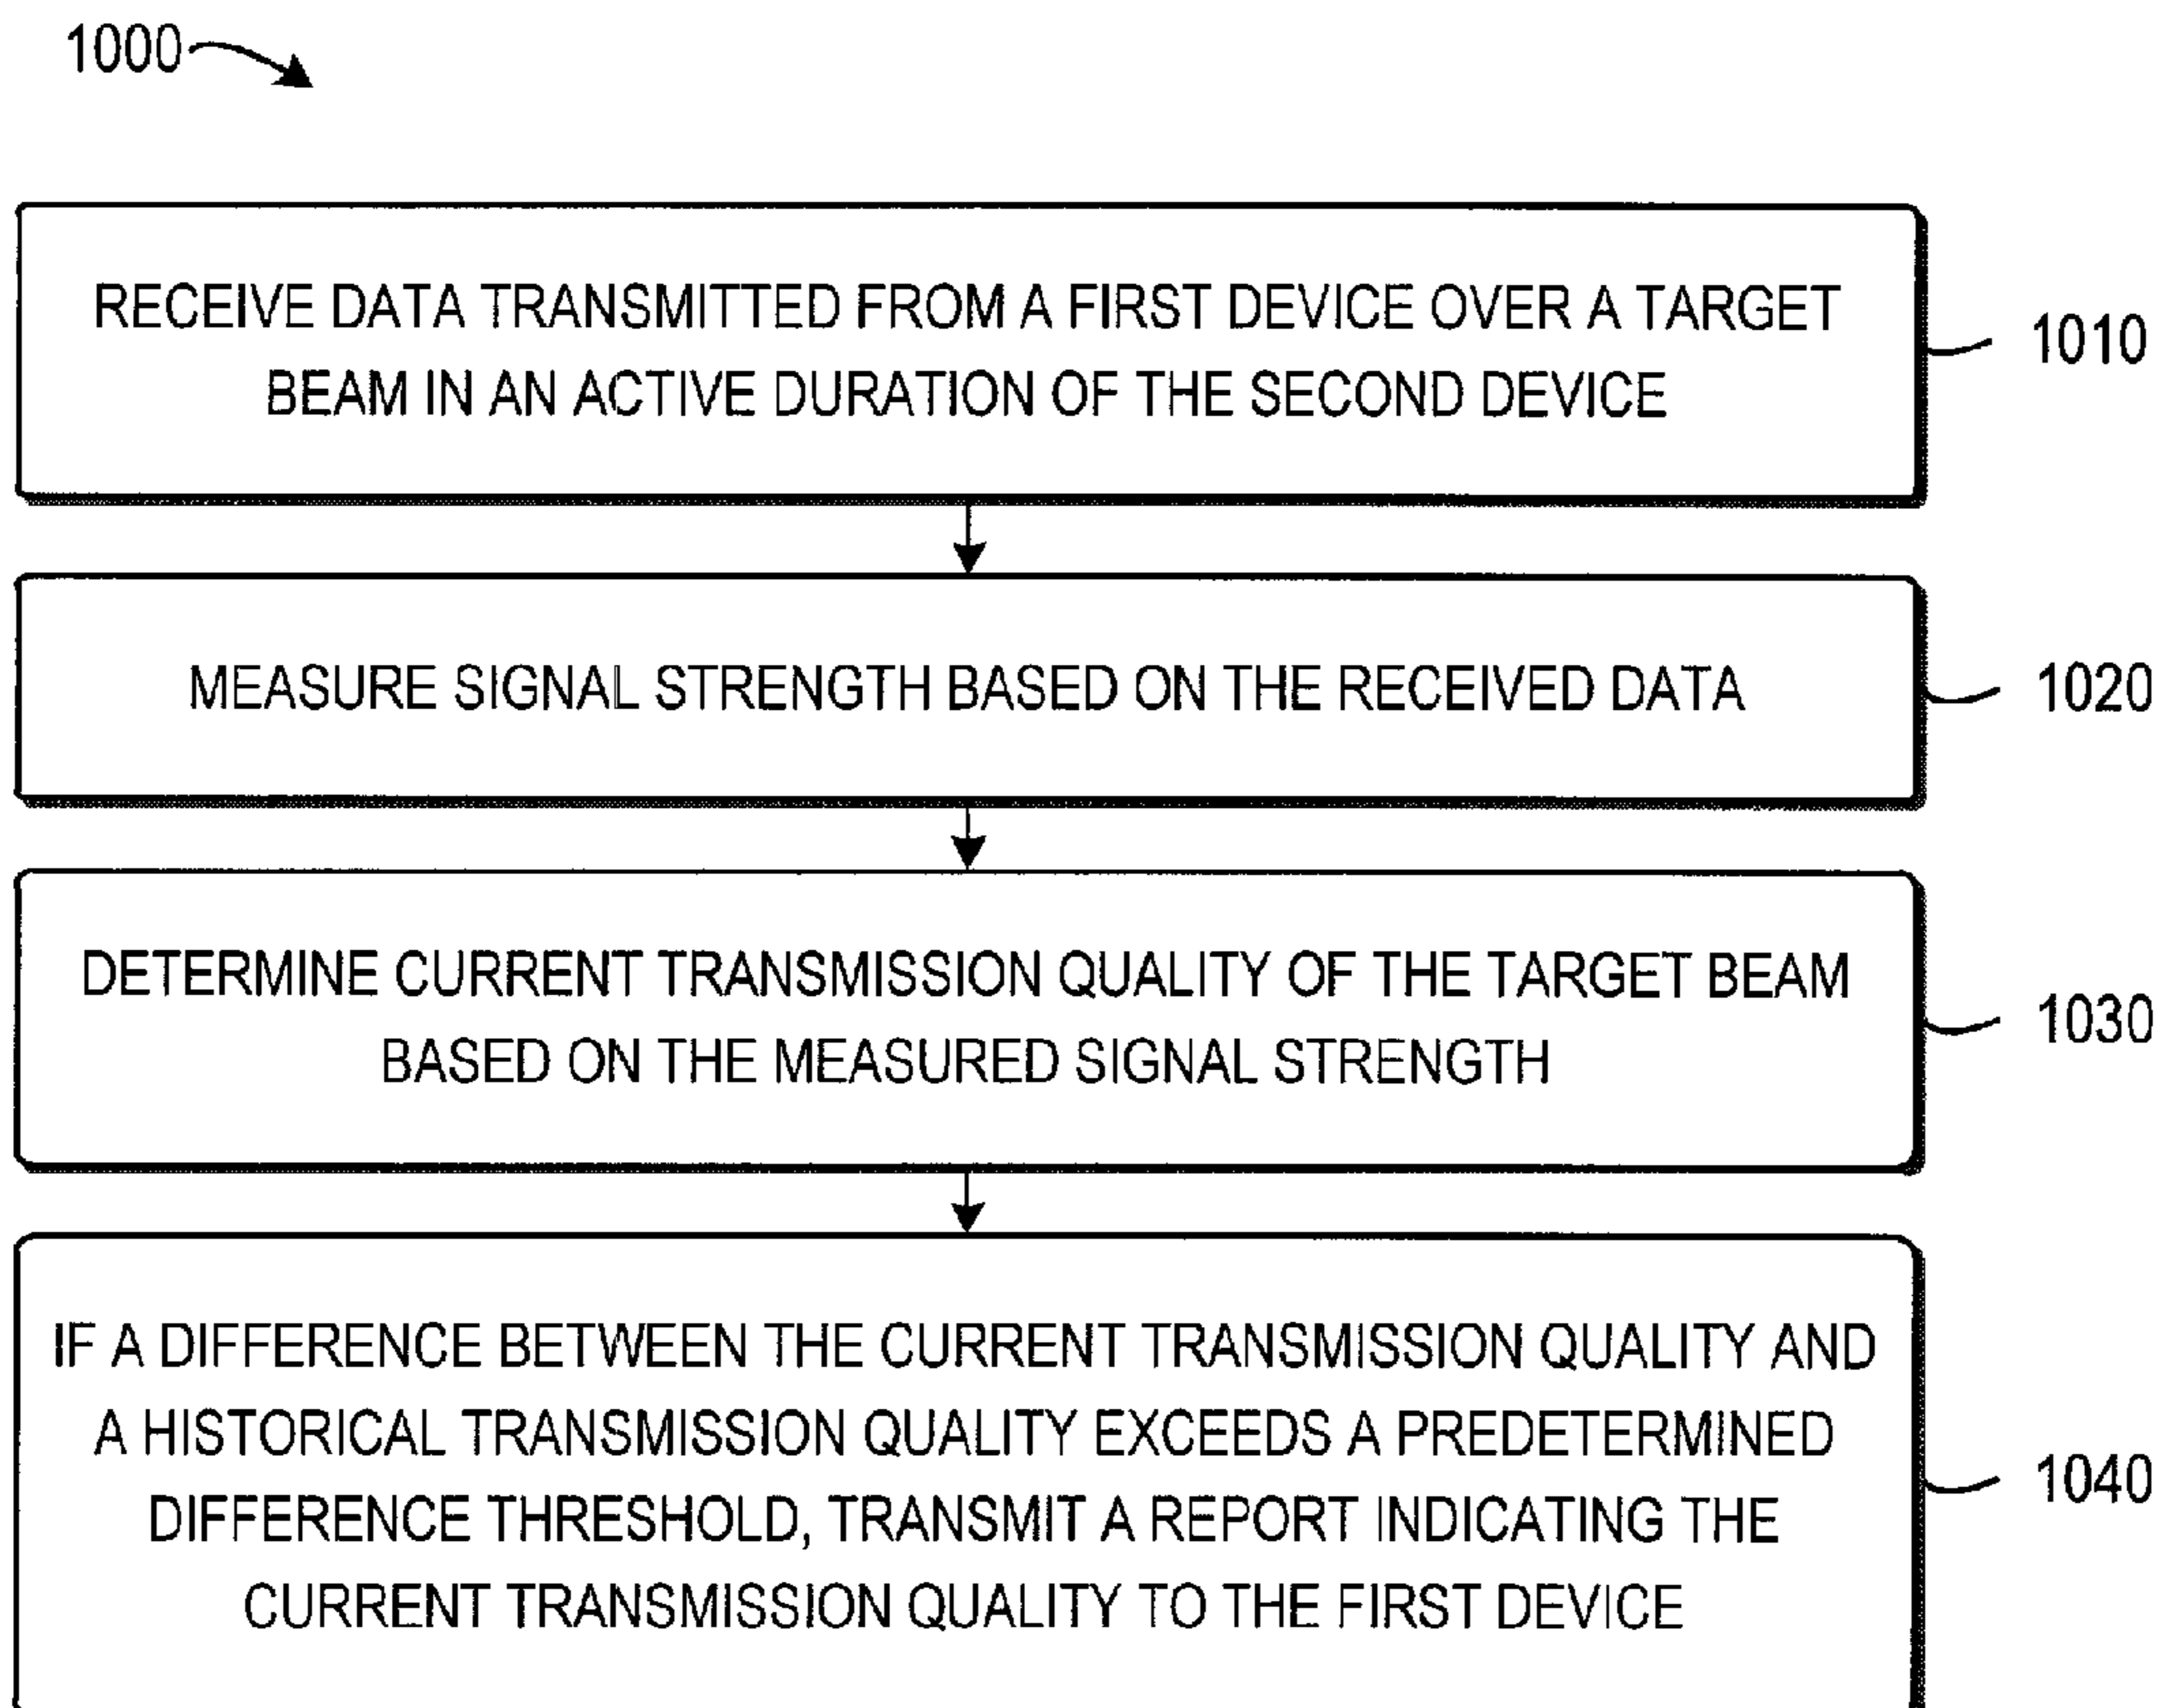 1000
RECEIVE DATA TRANSMITTED FROM A FIRST DEVICE OVER A TARGET
BEAM IN AN ACTIVE DURATION OF THE SECOND DEVICE
1010
MEASURE SIGNAL STRENGTH BASED ON THE RECEIVED DATA
1020
DETERMINE CURRENT TRANSMISSION QUALITY OF THE TARGET BEAM
BASED ON THE MEASURED SIGNAL STRENGTH
1030
IF A DIFFERENCE BETWEEN THE CURRENT TRANSMISSION QUALITY AND
A HISTORICAL TRANSMISSION QUALITY EXCEEDS A PREDETERMINED
DIFFERENCE THRESHOLD, TRANSMIT A REPORT INDICATING THE
CURRENT TRANSMISSION QUALITY TO THE FIRST DEVICE
1040